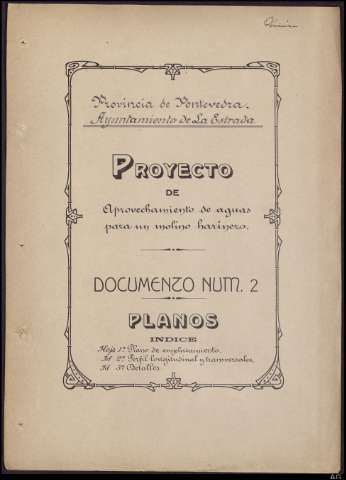 Provincia de Pontevedra.
Ayuntamiento de La Estrada.
PROYECTO
DE
Aprovechamiento de aguas
para un molino harinero.
DOCUMENTO NUM. 2
PLANOS
INDICE
Hoja 1ª Plano de emplazamiento.
Id. 2ª Perfil longitudinal y transversales.
Id. 3ª Detalles.
AG